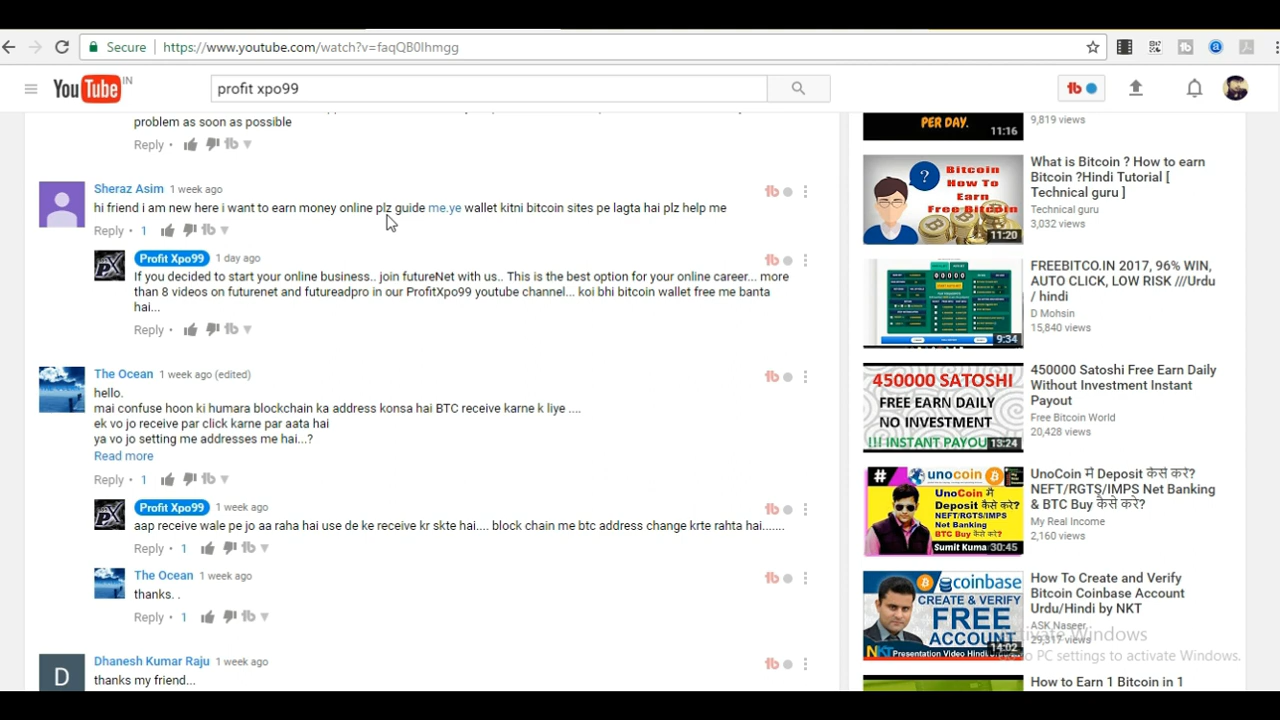 Secure https://www.youtube.com/watch?v=faqQB0Ihmgg
YouTube IN
profit xpo99
problem as soon as possible
Reply •
Sheraz Asim 1 week ago
hi friend i am new here i want to earn money online plz guide me.ye wallet kitni bitcoin sites pe lagta hai plz help me
Reply • 1
Profit Xpo99 1 day ago
If you decided to start your online business.. join futureNet with us.. This is the best option for your online career... more
than 8 videos on futurenet and futureadpro in our ProfitXpo99 youtube channel... koi bhi bitcoin wallet free me banta
hai...
Reply •
The Ocean 1 week ago (edited)
hello.
mai confuse hoon ki humara blockchain ka address konsa hai BTC receive karne k liye ....
ek vo jo receive par click karne par aata hai
ya vo jo setting me addresses me hai...?
Read more
Reply • 1
Profit Xpo99 1 week ago
aap receive wale pe jo aa raha hai use de ke receive kr skte hai.... block chain me btc address change krte rahta hai.......
Reply • 1
The Ocean 1 week ago
thanks. .
Reply • 1
D
Dhanesh Kumar Raju 1 week ago
thanks my friend...
PER DAY.
11:16
9,819 views
Bitcoin
How To
Earn
Free Bitcoin
11:20
What is Bitcoin ? How to earn
Bitcoin ?Hindi Tutorial [
Technical guru ]
Technical guru
3,032 views
9:34
FREEBITCO.IN 2017, 96% WIN,
AUTO CLICK, LOW RISK ///Urdu
/ hindi
D Mohsin
15,840 views
450000 SATOSHI
FREE EARN DAILY
NO INVESTMENT
!!! INSTANT PAYOU
13:24
450000 Satoshi Free Earn Daily
Without Investment Instant
Payout
Free Bitcoin World
20,428 views
# unocoin
UnoCoin में
Deposit कैसे करे?
NEFT/RGTS/IMPS
Net Banking
BTC Buy कैसे करे?
Sumit Kuma 30:45
UnoCoin में Deposit कैसे करे?
NEFT/RGTS/IMPS Net Banking
& BTC Buy कैसे करे?
My Real Income
2,160 views
coinbase
CREATE & VERIFY
FREE
ACCOUNT
NKT Presentation Video Hindi
14:02
How To Create and Verify
Bitcoin Coinbase Account
Urdu/Hindi by NKT
ASK Naseer
29,317 views
Activate Windows
Go to PC settings to activate Windows.
How to Earn 1 Bitcoin in 1